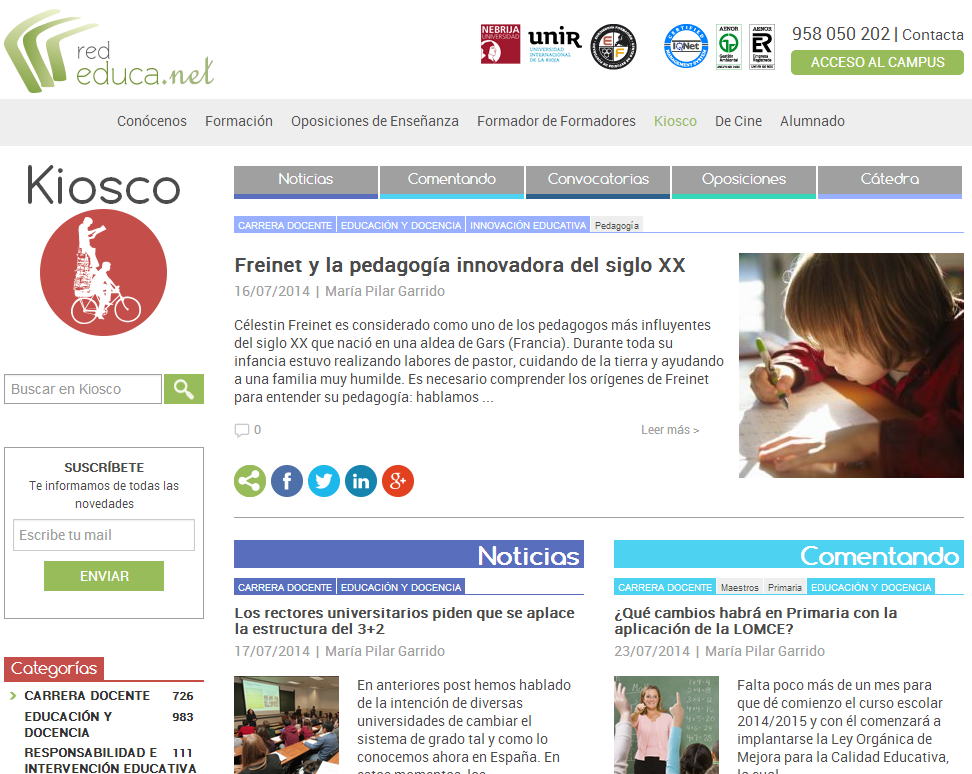 red
educa.net
NEBRIJA
UNIVERSIDAD
unir
UNIVERSIDAD
INTERNACIONAL
DE LA RIOJA
IQNet
AENOR
AENOR
958 050 202 | Contacta
ACCESO AL CAMPUS
Conócenos Formación Oposiciones de Enseñanza Formador de Formadores Kiosco De Cine Alumnado
Kiosco
Noticias Comentando Convocatorias Oposiciones Cátedra
CARRERA DOCENTE EDUCACIÓN Y DOCENCIA INNOVACIÓN EDUCATIVA Pedagogía
Freinet y la pedagogía innovadora del siglo XX
16/07/2014 | María Pilar Garrido
Célestin Freinet es considerado como uno de los pedagogos más influyentes
del siglo XX que nació en una aldea de Gars (Francia). Durante toda su
infancia estuvo realizando labores de pastor, cuidando de la tierra y ayudando
a una familia muy humilde. Es necesario comprender los orígenes de Freinet
para entender su pedagogía: hablamos ...
0 Leer más >
Buscar en Kiosco
SUSCRÍBETE
Te informamos de todas las
novedades
Escribe tu mail
ENVIAR
Categorías
CARRERA DOCENTE 726
EDUCACIÓN Y 983
DOCENCIA
RESPONSABILIDAD E 111
INTERVENCIÓN EDUCATIVA
Noticias
CARRERA DOCENTE EDUCACIÓN Y DOCENCIA
Los rectores universitarios piden que se aplace
la estructura del 3+2
17/07/2014 | María Pilar Garrido
En anteriores post hemos hablado
de la intención de diversas
universidades de cambiar el
sistema de grado tal y como lo
conocemos ahora en España. En
estos momentos, los
Comentando
CARRERA DOCENTE Maestros Primaria EDUCACIÓN Y DOCENCIA
¿Qué cambios habrá en Primaria con la
aplicación de la LOMCE?
23/07/2014 | María Pilar Garrido
Falta poco más de un mes para
que dé comienzo el curso escolar
2014/2015 y con él comenzará a
implantarse la Ley Orgánica de
Mejora para la Calidad Educativa,
la cual